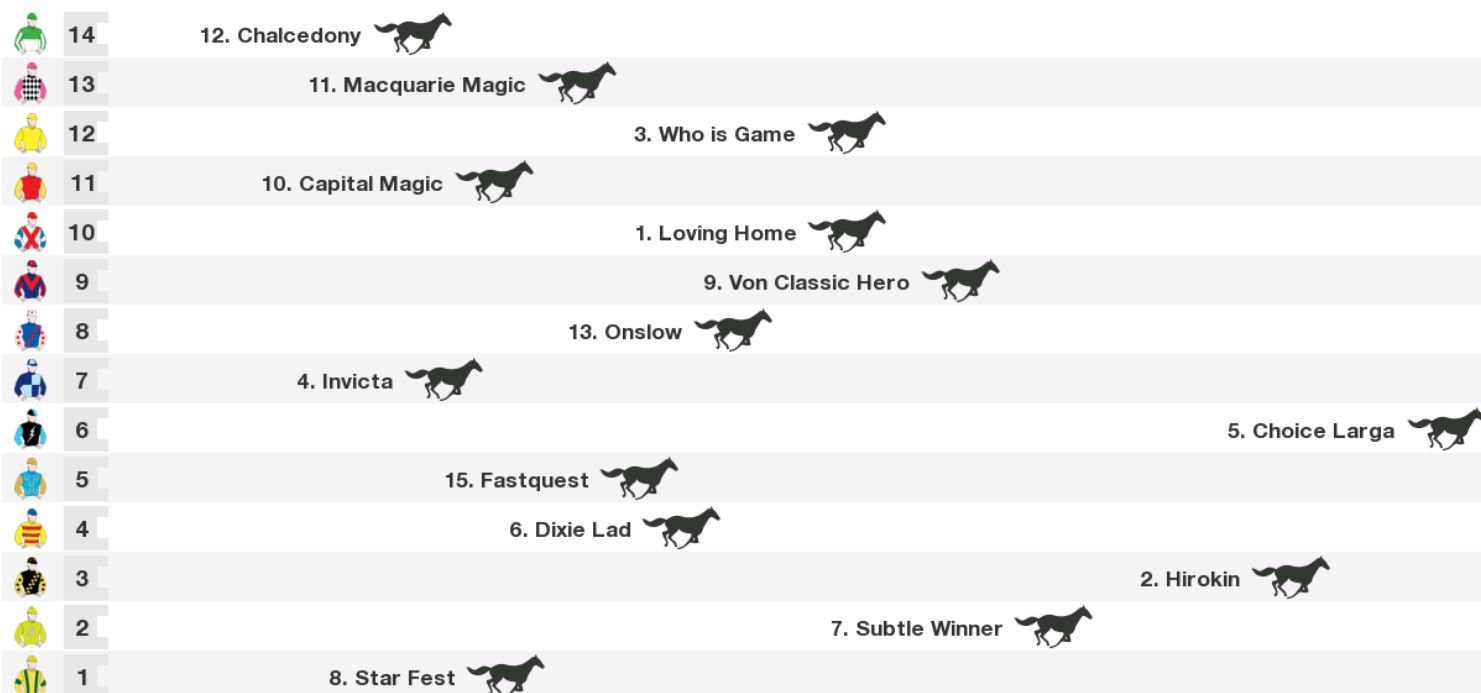 14 12. Chalcedony
13 11. Macquarie Magic
12 3. Who is Game
11 10. Capital Magic
10 1. Loving Home
9 9. Von Classic Hero
8 13. Onslow
7 4. Invicta
6 5. Choice Larga
5 15. Fastquest
4 6. Dixie Lad
3 2. Hirokin
2 7. Subtle Winner
1 8. Star Fest